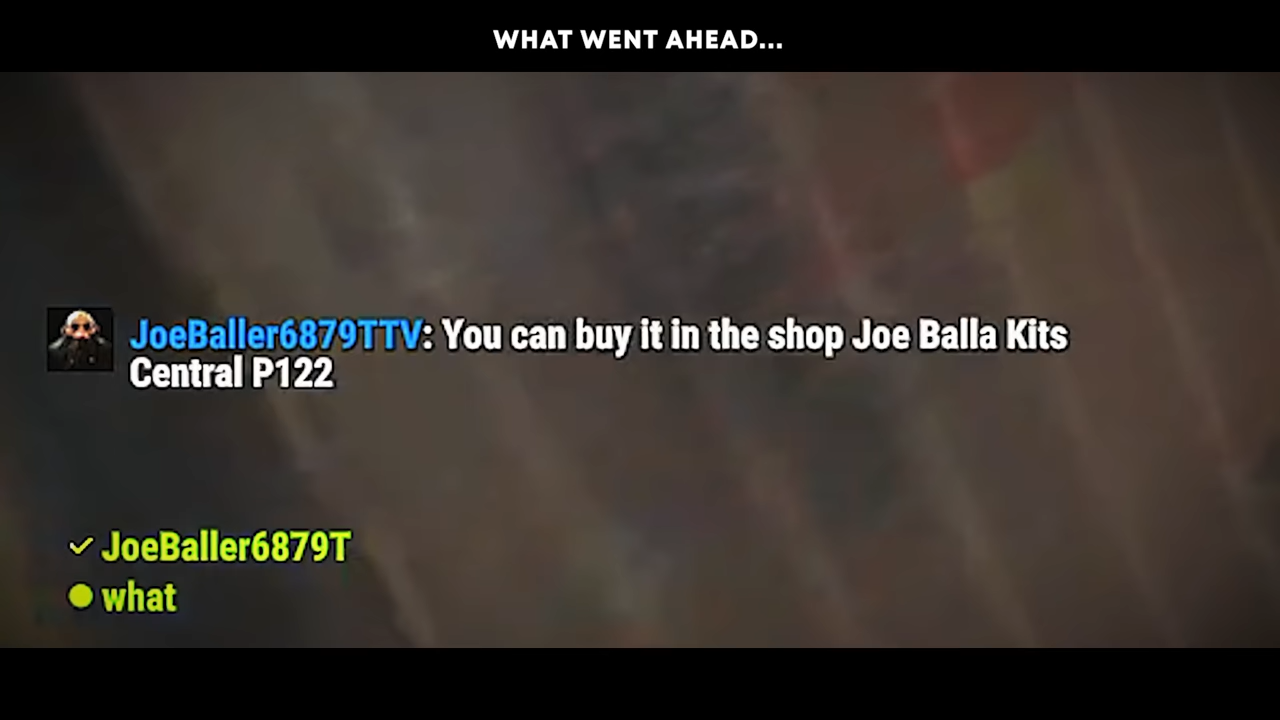 WHAT WENT AHEAD...
JoeBaller6879TTV: You can buy it in the shop Joe Balla Kits
Central P122
JoeBaller6879T
what